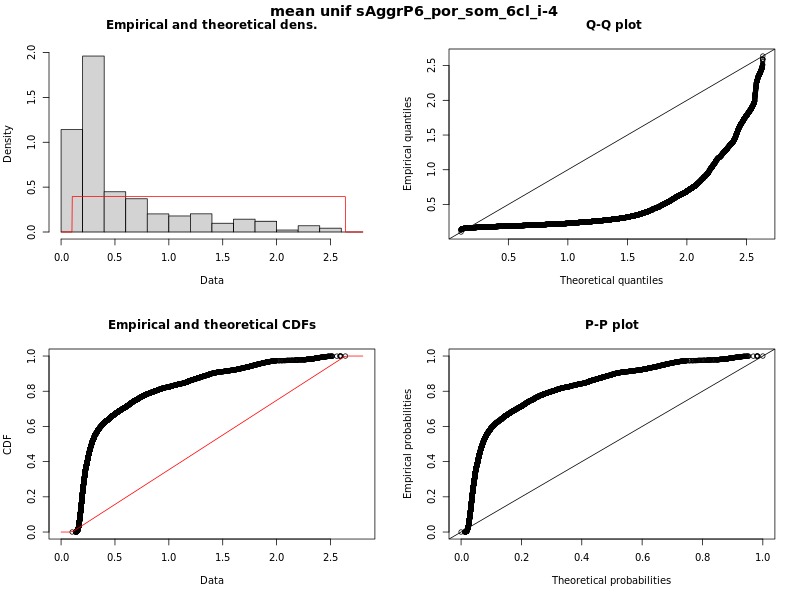 mean unif sAggrP6_por_som_6cl_i-4
Empirical and theoretical dens.
Density
0.0 0.5 1.0 1.5 2.0
0.0 0.5 1.0 1.5 2.0 2.5
Data
Q-Q plot
Empirical quantiles
0.5 1.0 1.5 2.0 2.5
0.5 1.0 1.5 2.0 2.5
Theoretical quantiles
Empirical and theoretical CDFs
CDF
0.0 0.2 0.4 0.6 0.8 1.0
0.0 0.5 1.0 1.5 2.0 2.5
Data
P-P plot
Empirical probabilities
0.0 0.2 0.4 0.6 0.8 1.0
0.0 0.2 0.4 0.6 0.8 1.0
Theoretical probabilities